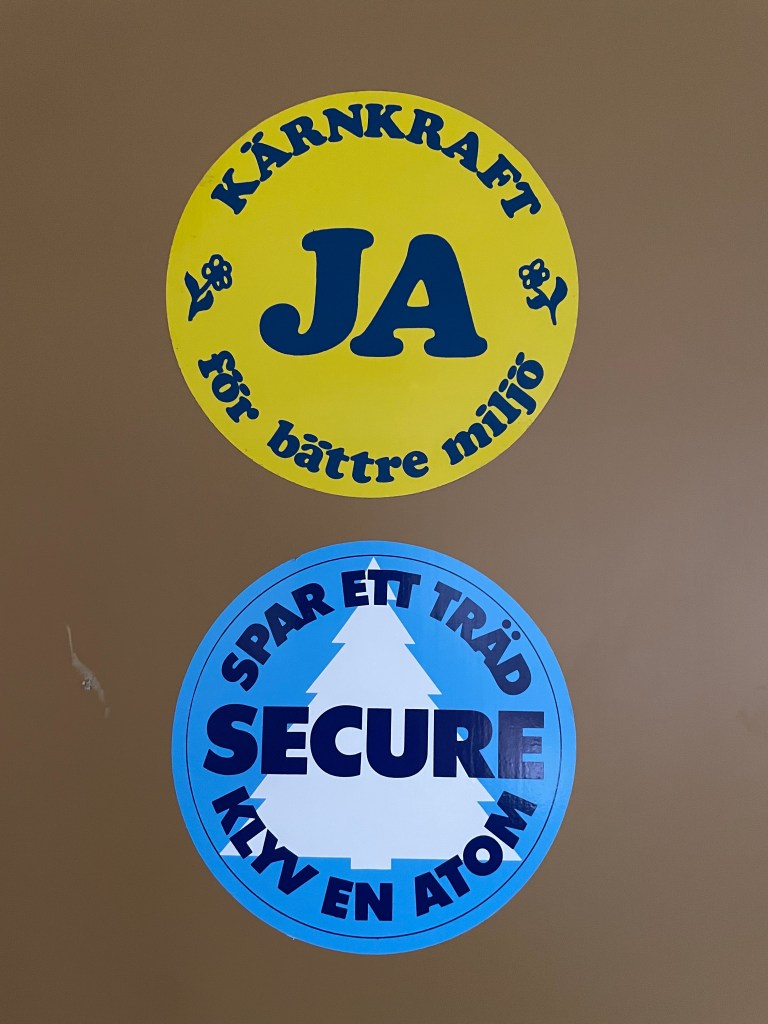 KÄRNKRAFT
JA
för bättre miljö
SPAR ETT TRÄD
SECURE
KLYV EN ATOM